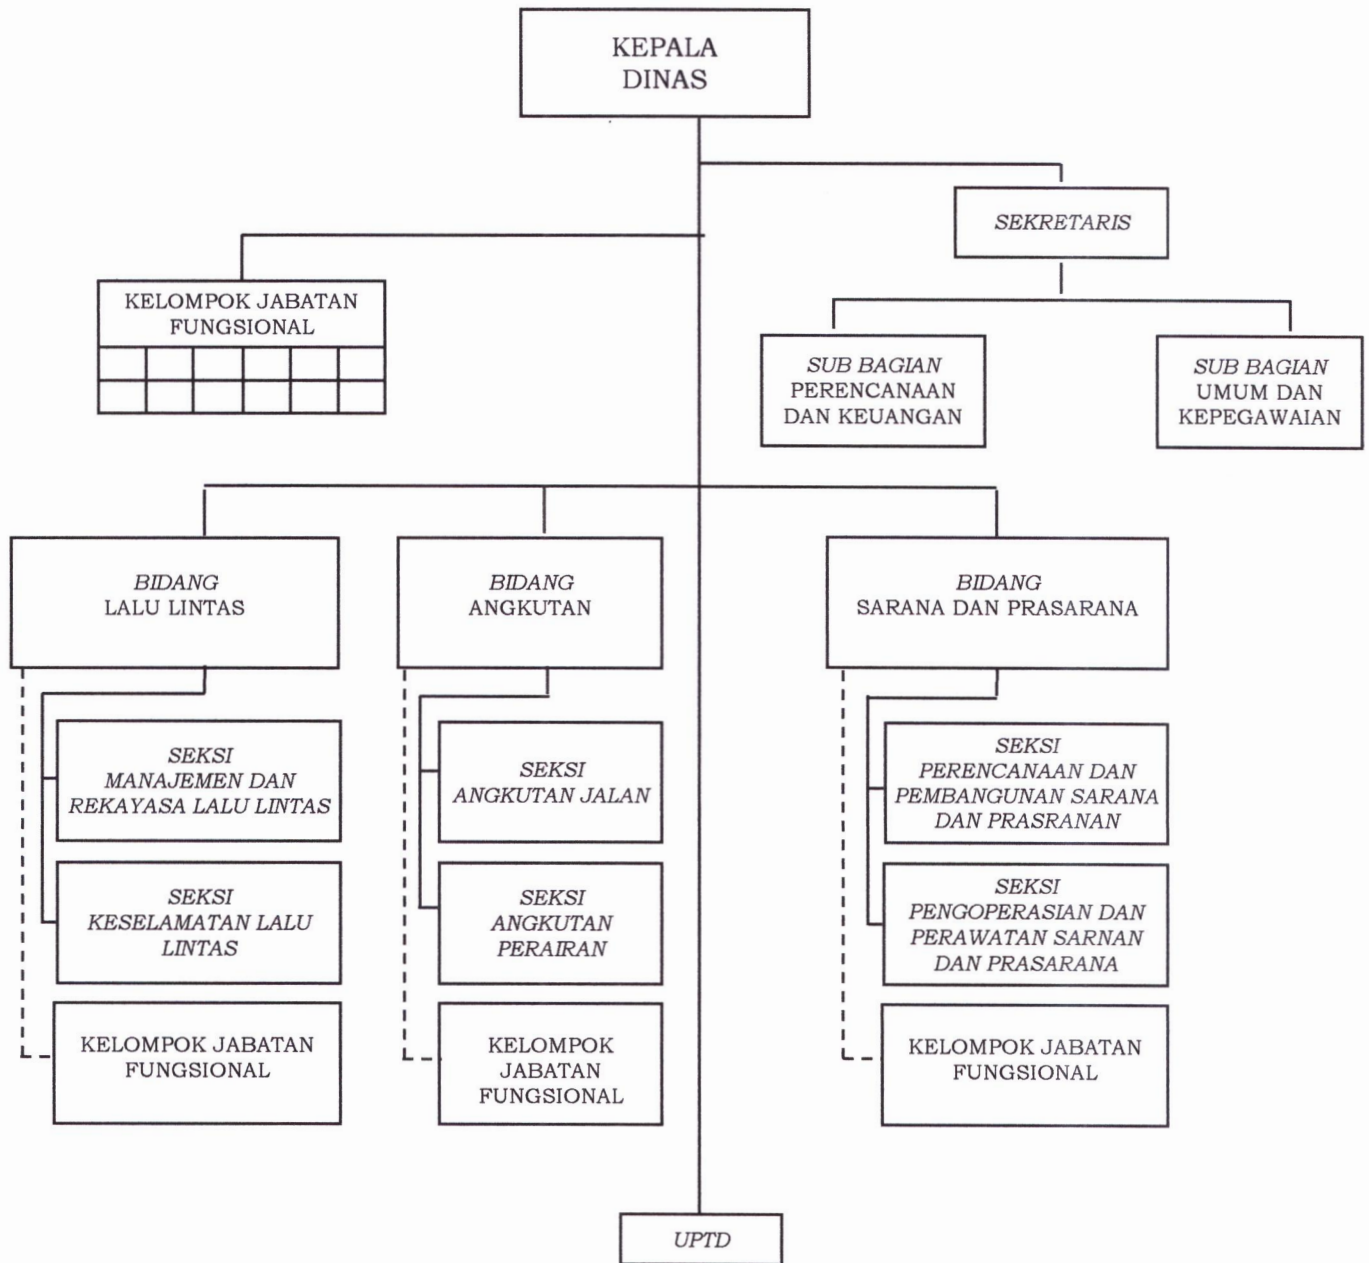 KEPALA
DINAS
SEKRETARIS
KELOMPOK JABATAN
FUNGSIONAL
SUB BAGIAN
PERENCANAAN
DAN KEUANGAN
SUB BAGIAN
UMUM DAN
KEPEGAWAIAN
BIDANG
LALU LINTAS
BIDANG
ANGKUTAN
BIDANG
SARANA DAN PRASARANA
SEKSI
MANAJEMEN DAN
REKAYASA LALU LINTAS
SEKSI
ANGKUTAN JALAN
SEKSI
PERENCANAAN DAN
PEMBANGUNAN SARANA
DAN PRASRANAN
SEKSI
KESELAMATAN LALU
LINTAS
SEKSI
ANGKUTAN
PERAIRAN
SEKSI
PENGOPERASIAN DAN
PERAWATAN SARNAN
DAN PRASARANA
KELOMPOK JABATAN
FUNGSIONAL
KELOMPOK
JABATAN
FUNGSIONAL
KELOMPOK JABATAN
FUNGSIONAL
UPTD